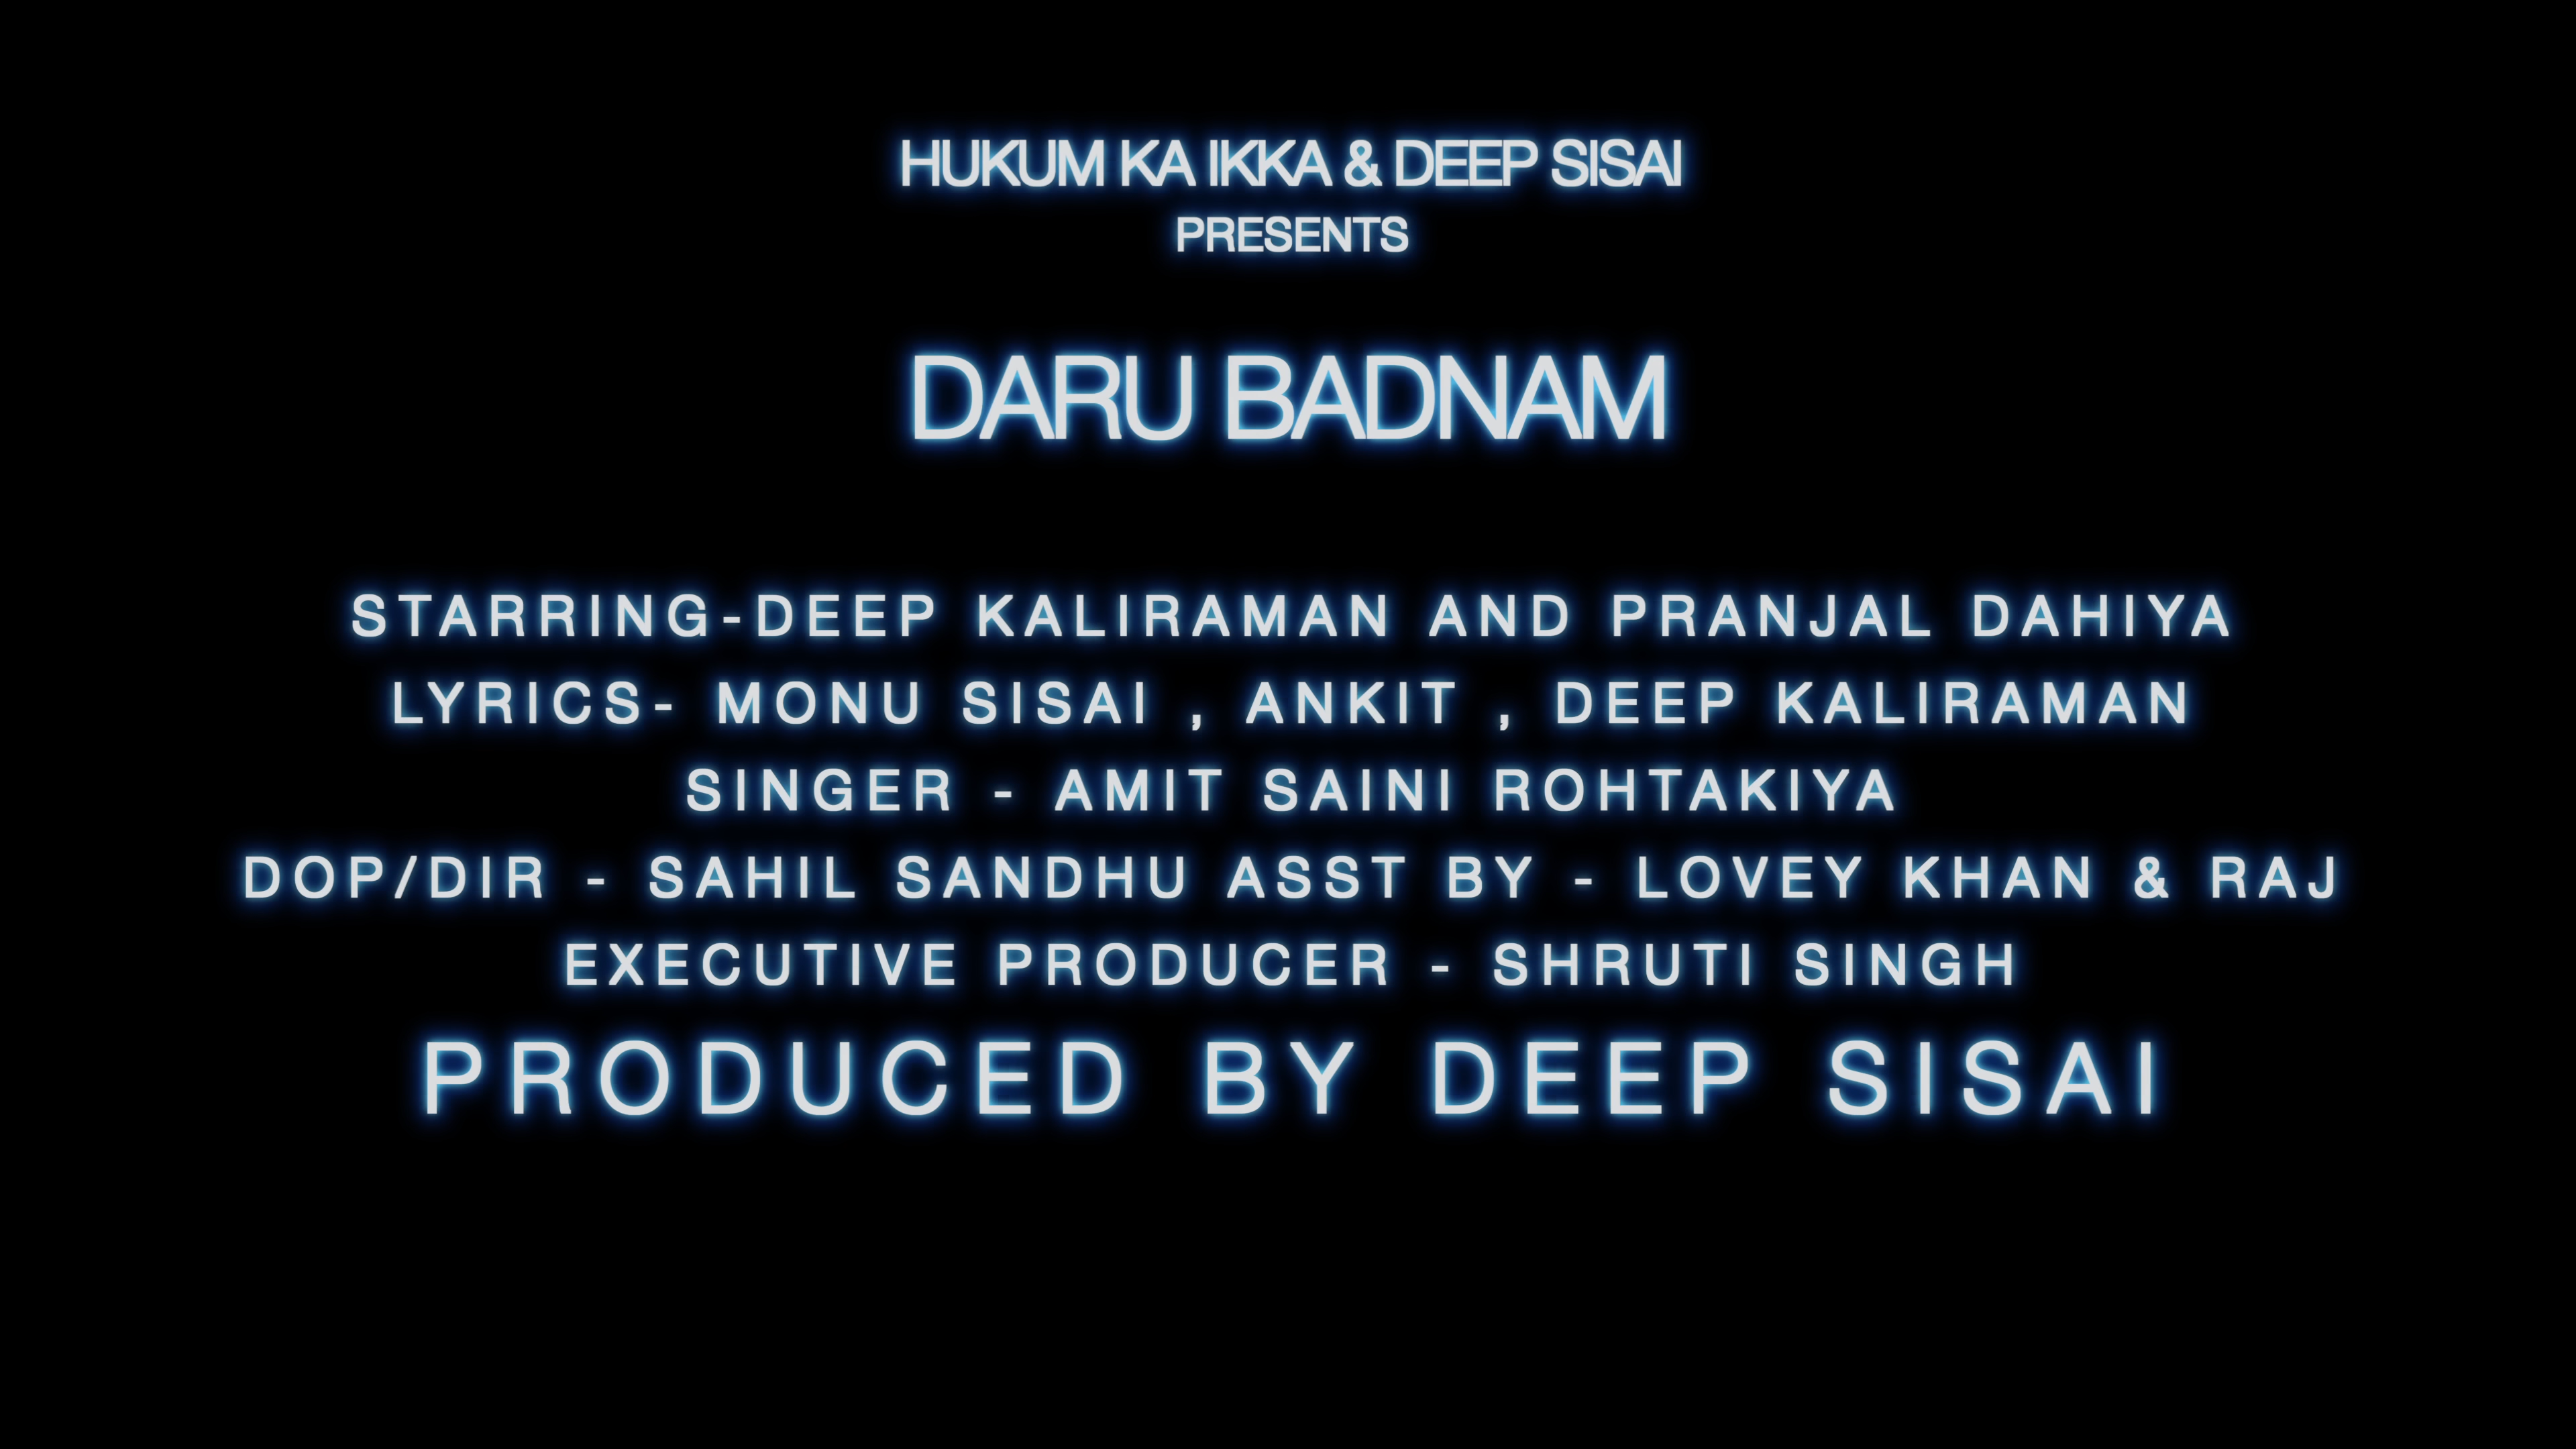 HUKUM KA IKKA & DEEP SISAI
PRESENTS
DARU BADNAM
STARRING-DEEP KALIRAMAN AND PRANJAL DAHIYA
LYRICS- MONU SISAI , ANKIT , DEEP KALIRAMAN
SINGER - AMIT SAINI ROHTAKIYA
DOP/DIR - SAHIL SANDHU ASST BY - LOVEY KHAN & RAJ
EXECUTIVE PRODUCER - SHRUTI SINGH
PRODUCED BY DEEP SISAI